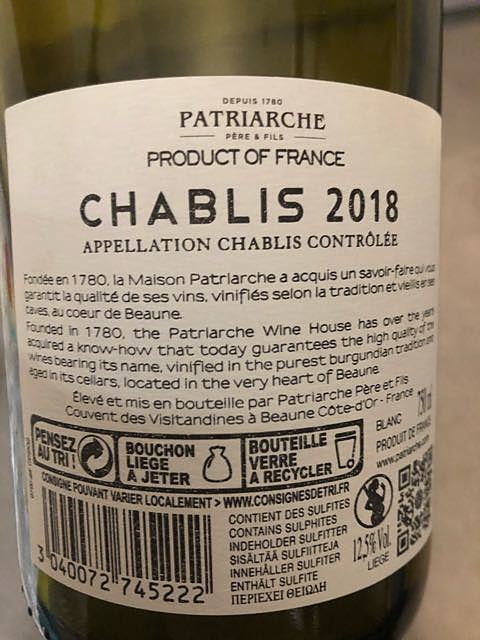 DEPUIS 1780
PATRIARCHE
PÈRE & FILS
PRODUCT OF FRANCE
CHABLIS 2018
APPELLATION CHABLIS CONTRÔLÉE
Fondée en 1780, la Maison Patriarche a acquis un savoir-faire qui vous
garantit la qualité de ses vins, vinifiés selon la tradition et vieillis en ses
caves, au coeur de Beaune.
Founded in 1780, the Patriarche Wine House has over the years
acquired a know-how that today guarantees the high quality of the
wines bearing its name, vinified in the purest burgundian tradition and
aged in its cellars, located in the very heart of Beaune.
Élevé et mis en bouteille par Patriarche Père et Fils
Couvent des Visitandines à Beaune Côte-d'Or - France
750 ml
BLANC
PRODUIT DE FRANCE
www.patriarche.com
PENSEZ
AU TRI !
BOUCHON
LIÈGE
À JETER
BOUTEILLE
VERRE
À RECYCLER
CONSIGNE POUVANT VARIER LOCALEMENT > WWW.CONSIGNESDETRI.FR
CONTIENT DES SULFITES
CONTAINS SULPHITES
INDEHOLDER SULFITTER
SISÄLTÄÄ SULFIITTEJA
INNEHÅLLER SULFITER
ENTHÄLT SULFITE
ΠΕΡΙΕΧΕΙ ΘΕΙΩΔΗ
12,5% Vol.
LIEGE
3 040072 745222